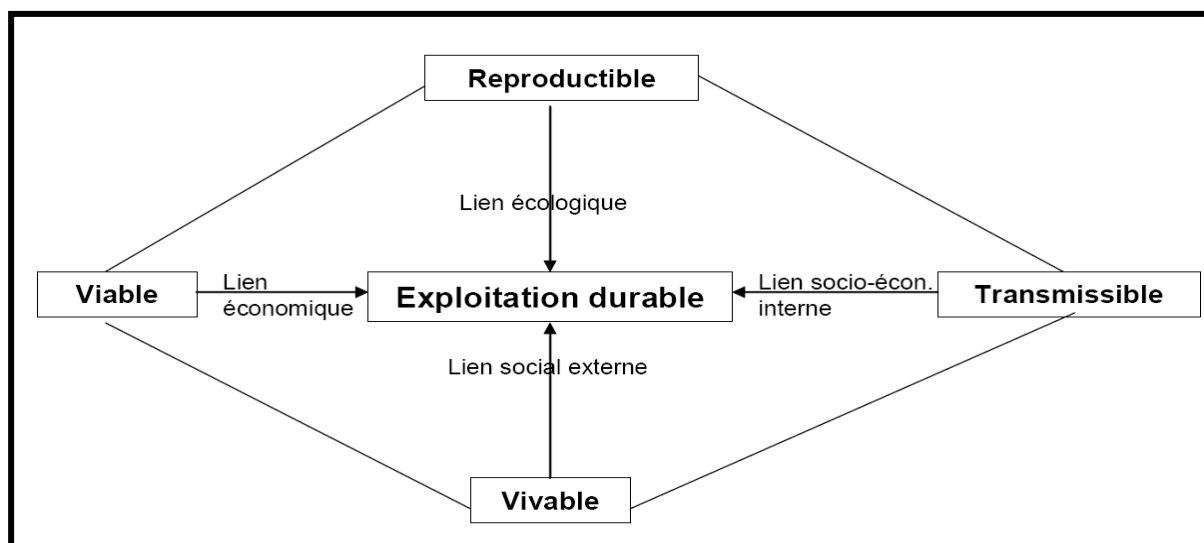 Reproductible
Lien écologique
Viable
Lien
économique
Exploitation durable
Lien socio-écon.
interne
Transmissible
Lien social externe
Vivable